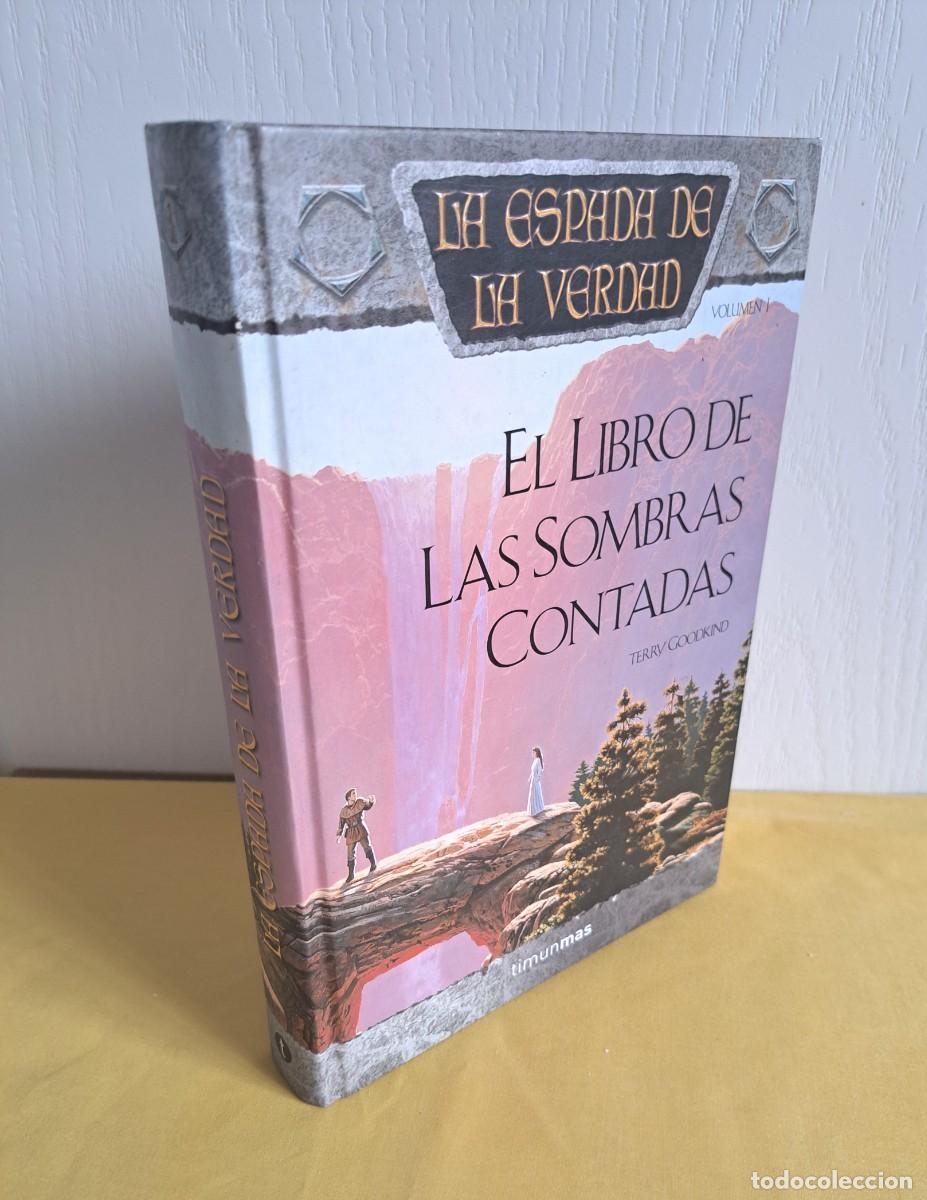 LA ESPADA DE
LA VERDAD
VOLUMEN I
EL LIBRO DE
LAS SOMBRAS
CONTADAS
TERRY GOODKIND
timunmas
LA ESPADA DE LA VERDAD
todocoleccion